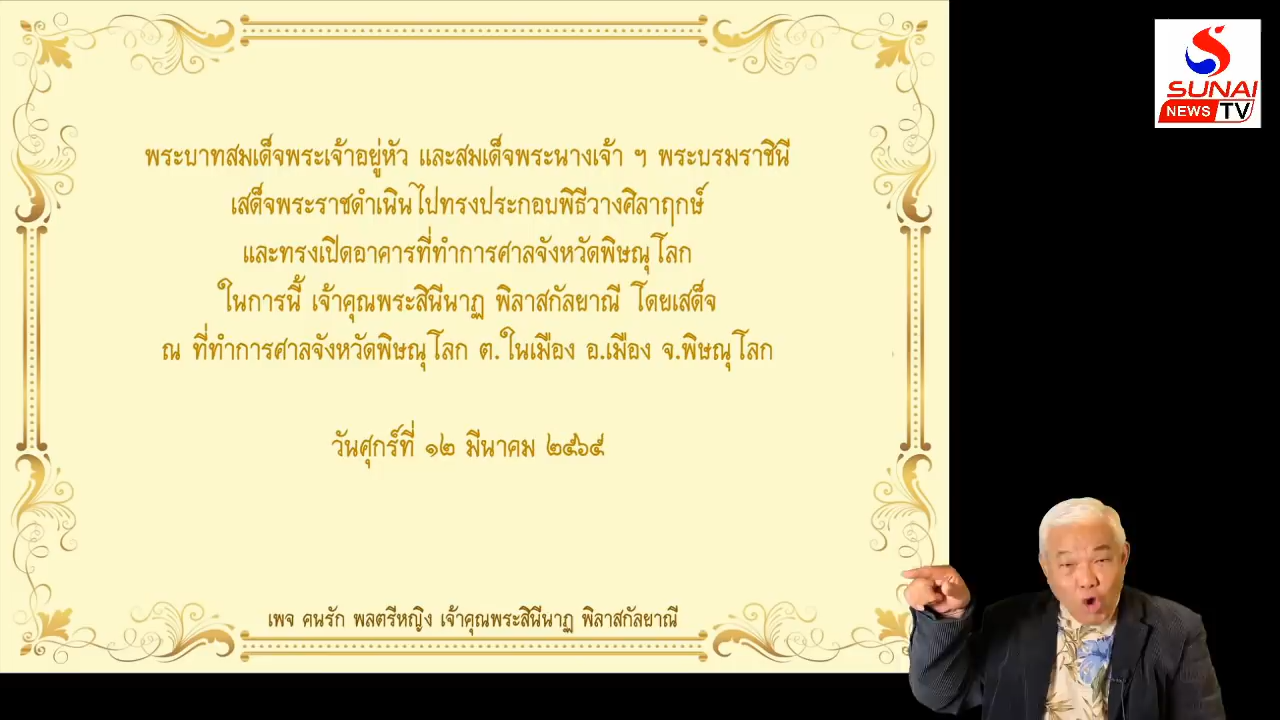 SUNAI
NEWS TV
พระบาทสมเด็จพระเจ้าอยู่หัว และสมเด็จพระนางเจ้า ฯ พระบรมราชินี
เสด็จพระราชดำเนินไปทรงประกอบพิธีวางศิลาฤกษ์
และทรงเปิดอาคารที่ทำการศาลจังหวัดพิษณุโลก
ในการนี้ เจ้าคุณพระสินีนาฏ พิลาสกัลยาณี โดยเสด็จ
ณ ที่ทำการศาลจังหวัดพิษณุโลก ต.ในเมือง อ.เมือง จ.พิษณุโลก
วันศุกร์ที่ ๑๒ มีนาคม ๒๕๖๔
เพจ ฅนรัก พลตรีหญิง เจ้าคุณพระสินีนาฏ พิลาสกัลยาณี